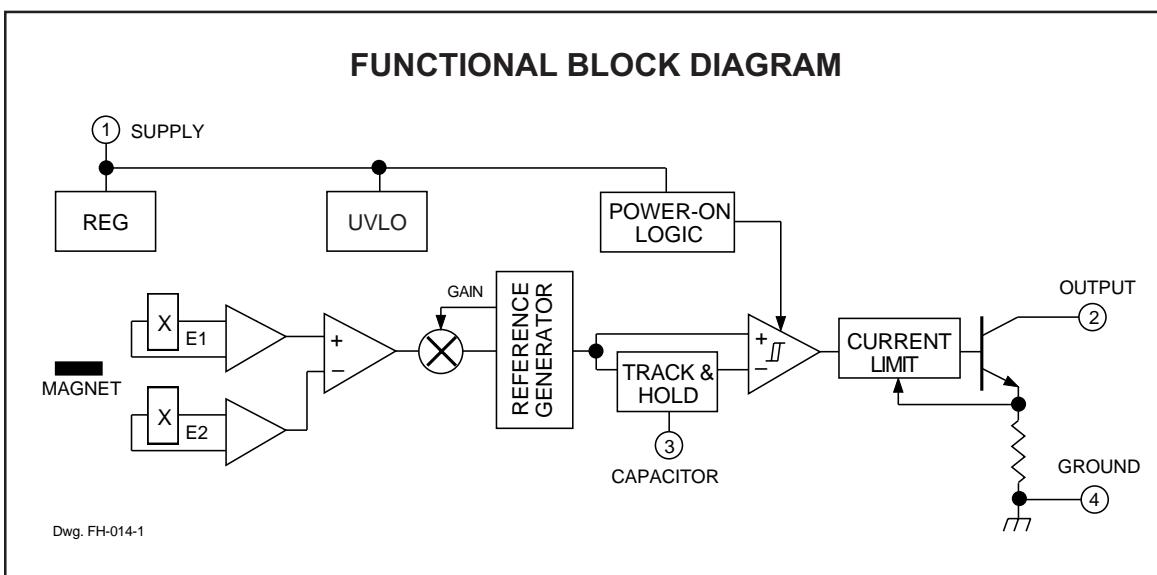 FUNCTIONAL BLOCK DIAGRAM
1 SUPPLY
REG
UVLO
POWER-ON
LOGIC
X
E1
MAGNET
X
E2
+
−
GAIN
REFERENCE
GENERATOR
TRACK &
HOLD
3
CAPACITOR
+
−
CURRENT
LIMIT
OUTPUT
2
GROUND
4
Dwg. FH-014-1